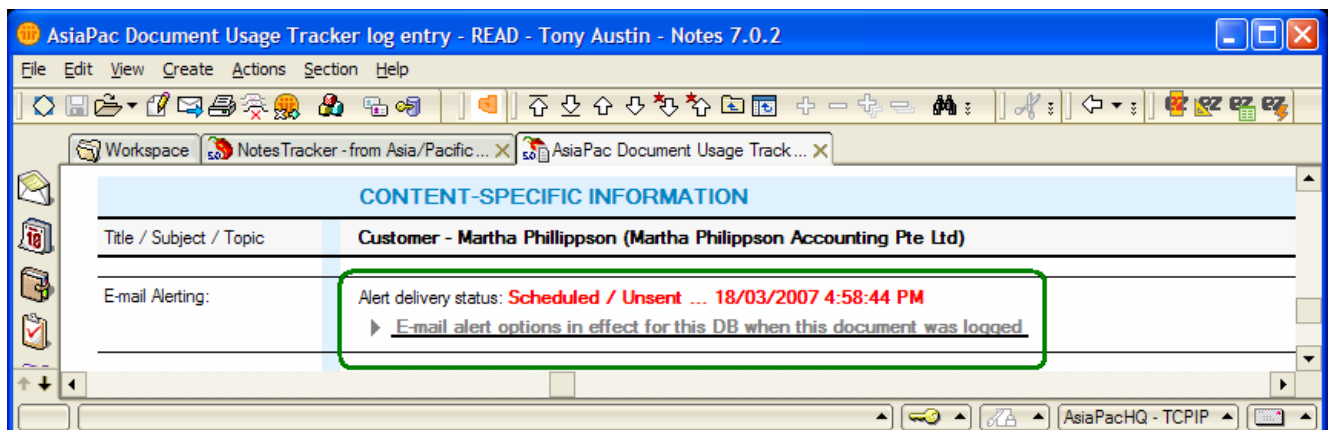 AsiaPac Document Usage Tracker log entry - READ - Tony Austin - Notes 7.0.2
File Edit View Create Actions Section Help
Workspace NotesTracker - from Asia/Pacific... AsiaPac Document Usage Track...
CONTENT-SPECIFIC INFORMATION
Title / Subject / Topic Customer - Martha Phillippson (Martha Philippson Accounting Pte Ltd)
E-mail Alerting: Alert delivery status: Scheduled / Unsent ... 18/03/2007 4:58:44 PM
E-mail alert options in effect for this DB when this document was logged
AsiaPacHQ - TCPIP